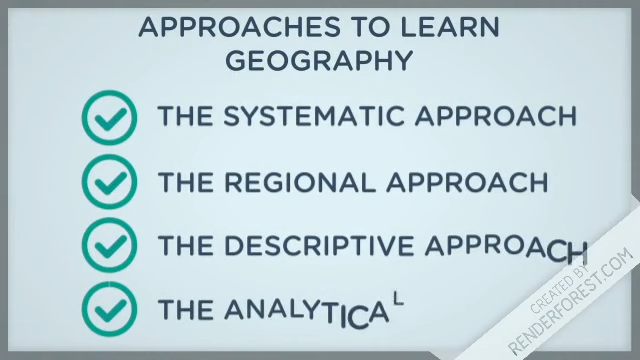 APPROACHES TO LEARN
GEOGRAPHY
THE SYSTEMATIC APPROACH
THE REGIONAL APPROACH
THE DESCRIPTIVE APPROACH
THE ANALYTICAL
CREATED BY
RENDERFOREST.COM